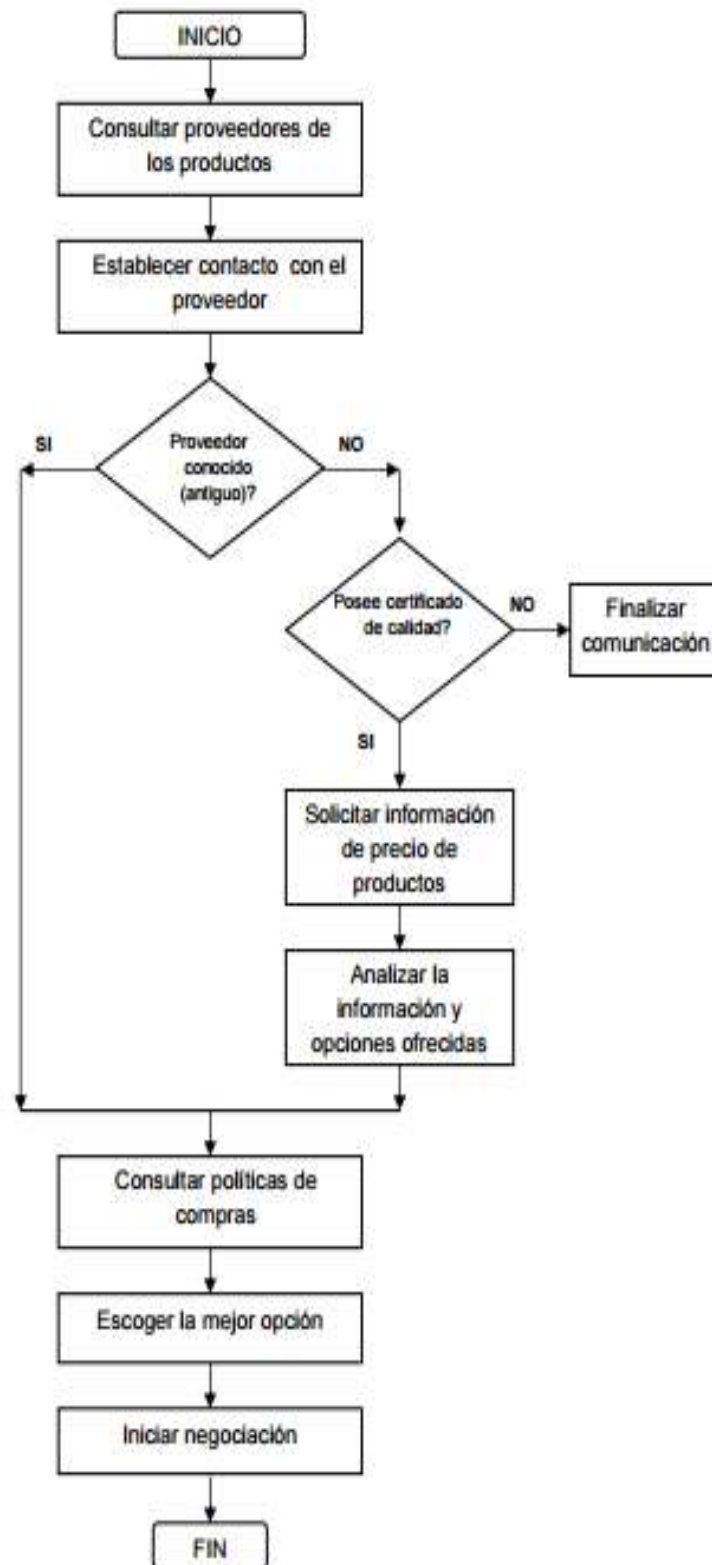 INICIO
Consultar proveedores de
los productos
Establecer contacto con el
proveedor
SI
Proveedor
conocido
(antiguo)?
NO
Posee certificado
de calidad?
NO
Finalizar
comunicación
SI
Solicitar información
de precio de
productos
Analizar la
información y
opciones ofrecidas
Consultar políticas de
compras
Escoger la mejor opción
Iniciar negociación
FIN